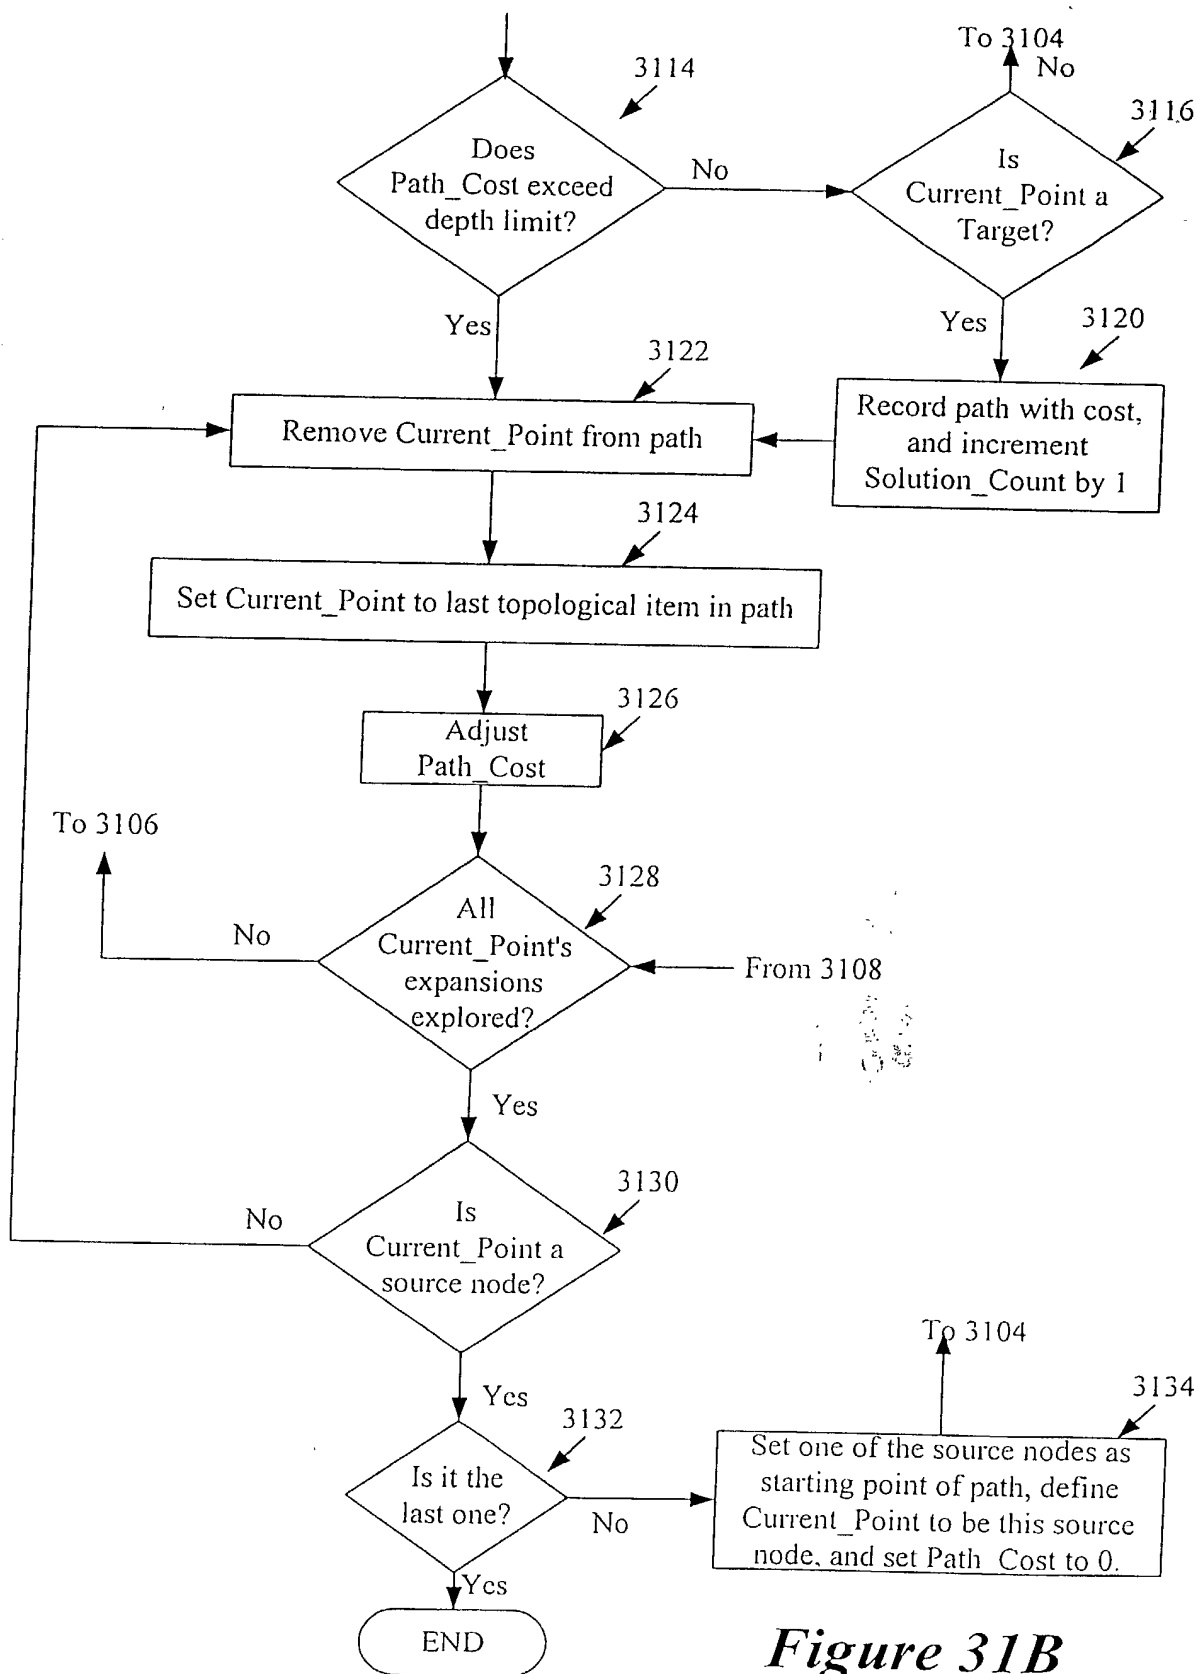 To 3104
No
3114
3116
Does
Path_Cost exceed
depth limit?
No
Is
Current_Point a
Target?
Yes
Yes
3120
3122
Record path with cost,
and increment
Solution_Count by 1
Remove Current_Point from path
3124
Set Current_Point to last topological item in path
3126
Adjust
Path_Cost
To 3106
3128
All
Current_Point's
expansions
explored?
No
From 3108
Yes
3130
Is
Current_Point a
source node?
No
To 3104
Yes
3134
3132
Is it the
last one?
No
Set one of the source nodes as
starting point of path, define
Current_Point to be this source
node, and set Path_Cost to 0.
Yes
END
Figure 31B